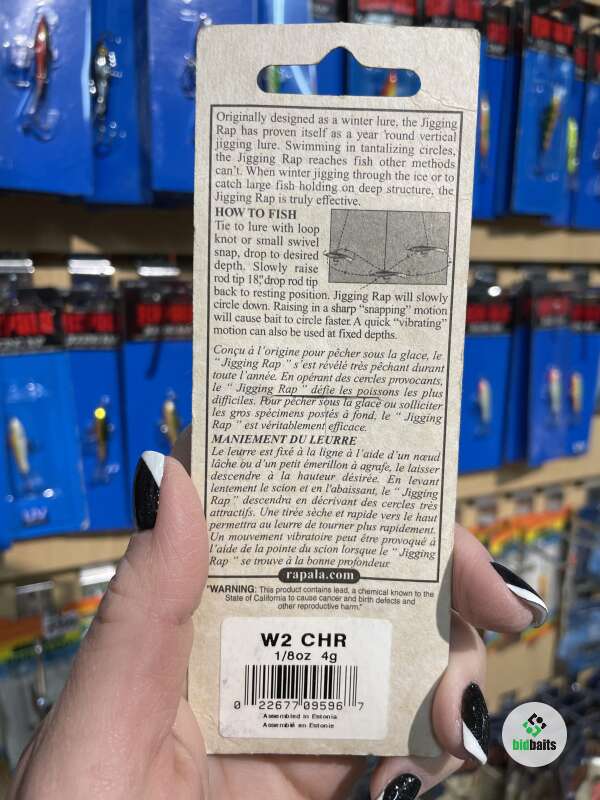 Originally designed as a winter lure, the Jigging
Rap has proven itself as a year 'round vertical
jigging lure. Swimming in tantalizing circles,
the Jigging Rap reaches fish other methods
can't. When winter jigging through the ice or to
catch large fish holding on deep structure, the
Jigging Rap is truly effective.
HOW TO FISH
Tie to lure with loop
knot or small swivel
snap, drop to desired
depth. Slowly raise
rod tip 18", drop rod tip
back to resting position. Jigging Rap will slowly
circle down. Raising in a sharp "snapping" motion
will cause bait to circle faster. A quick "vibrating"
motion can also be used at fixed depths.
Conçu à l'origine pour pêcher sous la glace, le
"Jigging Rap" s'est révélé très pêchant durant
toute l'année. En opérant des cercles provocants,
le "Jigging Rap" défie les poissons les plus
difficiles. Pour pêcher sous la glace ou solliciter
les gros spécimens postés à fond, le "Jigging
Rap" est véritablement efficace.
MANIEMENT DU LEURRE
Le leurre est fixé à la ligne à l'aide d'un nœud
lâche ou d'un petit émerillon à agrafe, le laisser
descendre à la hauteur désirée. En levant
lentement le scion et en l'abaissant, le "Jigging
Rap" descendra en décrivant des cercles très
attractifs. Une tirée sèche et rapide vers le haut
permettra au leurre de tourner plus rapidement.
Un mouvement vibratoire peut être provoqué à
l'aide de la pointe du scion lorsque le "Jigging
Rap" se trouve à la bonne profondeur
rapala.com
"WARNING: This product contains lead, a chemical known to the
State of California to cause cancer and birth defects and
other reproductive harm."
W2 CHR
1/8oz 4g
0 22677 09596 7
Assembled in Estonia
Assemblé en Estonie
bidbaits